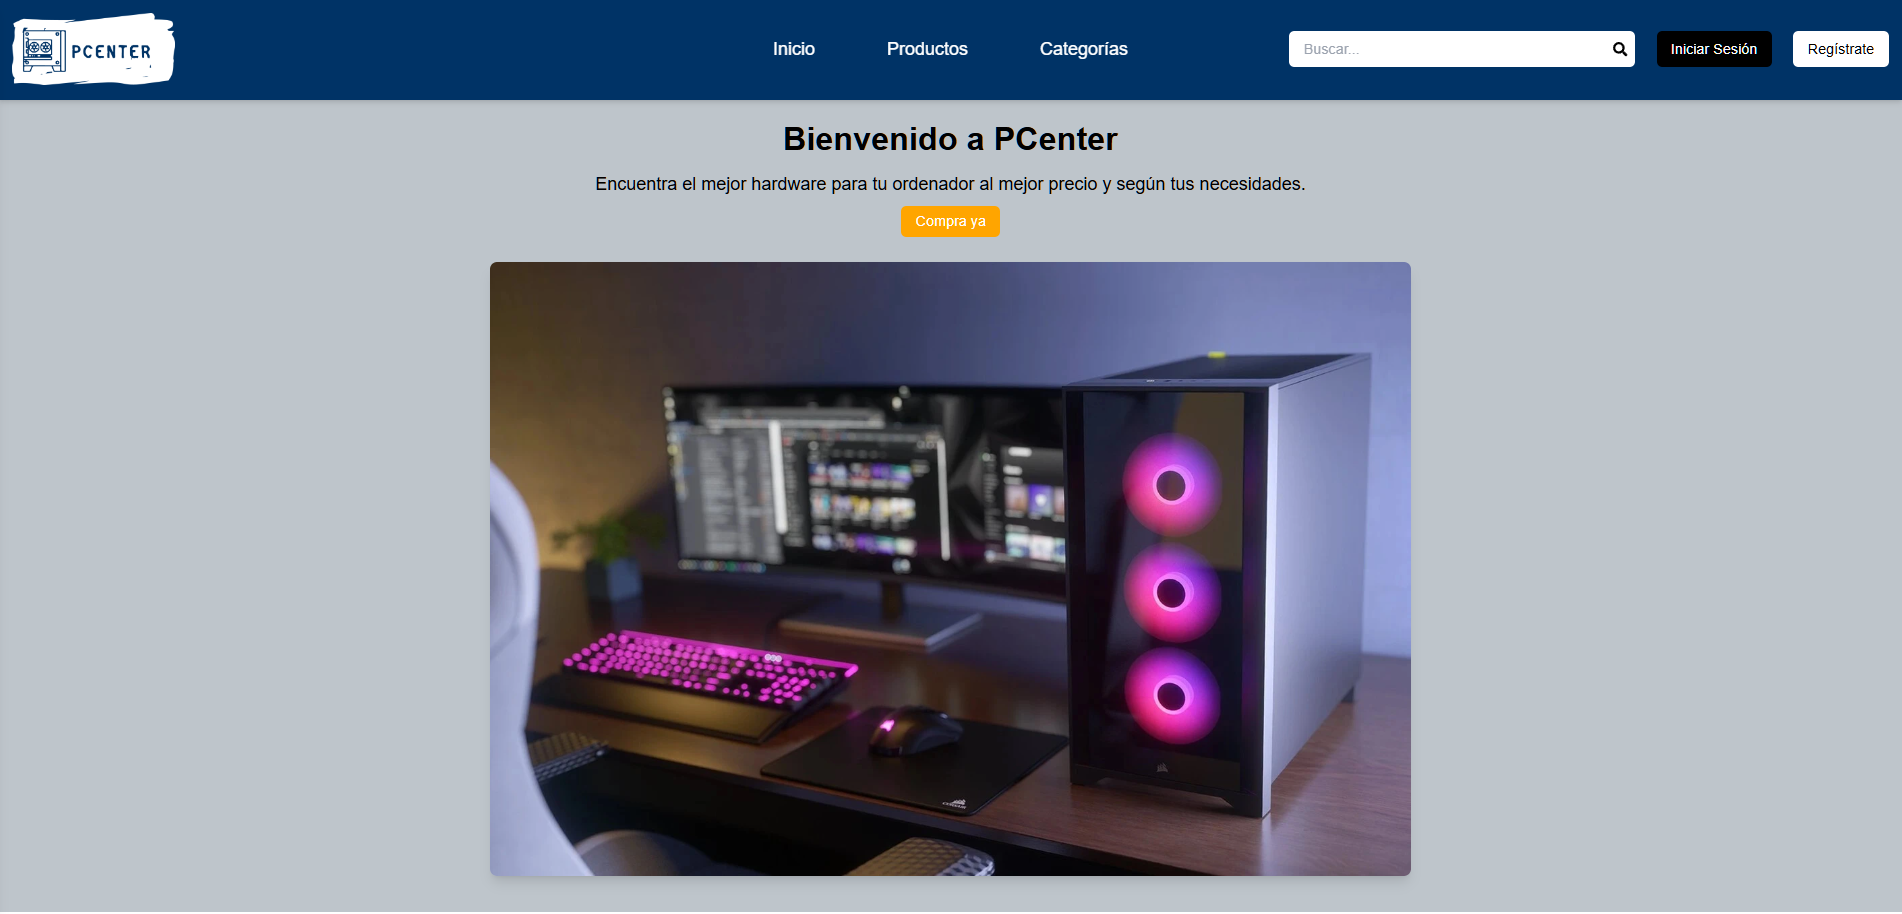 PCENTER
Inicio
Productos
Categorías
Buscar...
Iniciar Sesión
Regístrate
Bienvenido a PCenter
Encuentra el mejor hardware para tu ordenador al mejor precio y según tus necesidades.
Compra ya